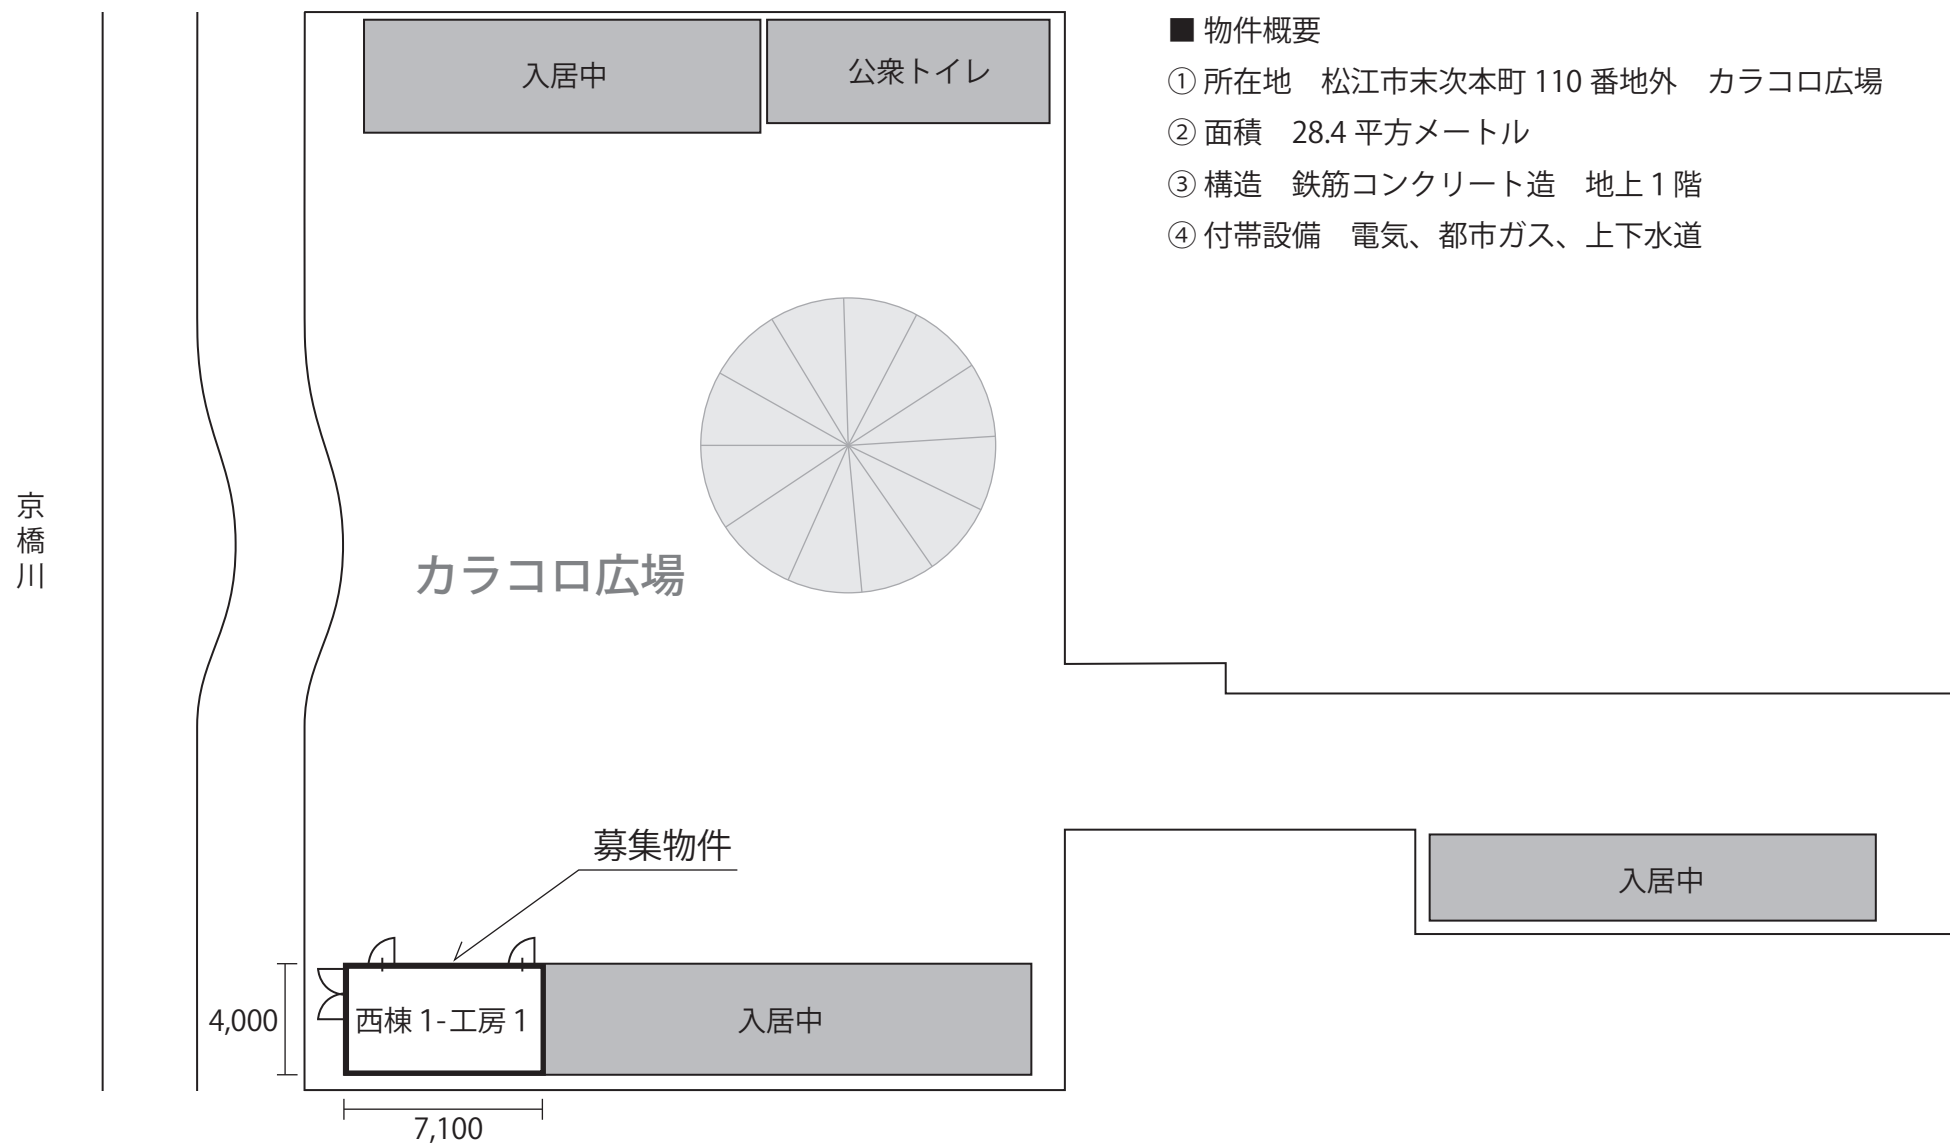 入居中
公衆トイレ
■ 物件概要
① 所在地　松江市末次本町 110 番地外　カラコロ広場
② 面積　28.4 平方メートル
③ 構造　鉄筋コンクリート造　地上 1 階
④ 付帯設備　電気、都市ガス、上下水道
京橋川
カラコロ広場
募集物件
入居中
4,000
西棟 1- 工房 1
入居中
7,100